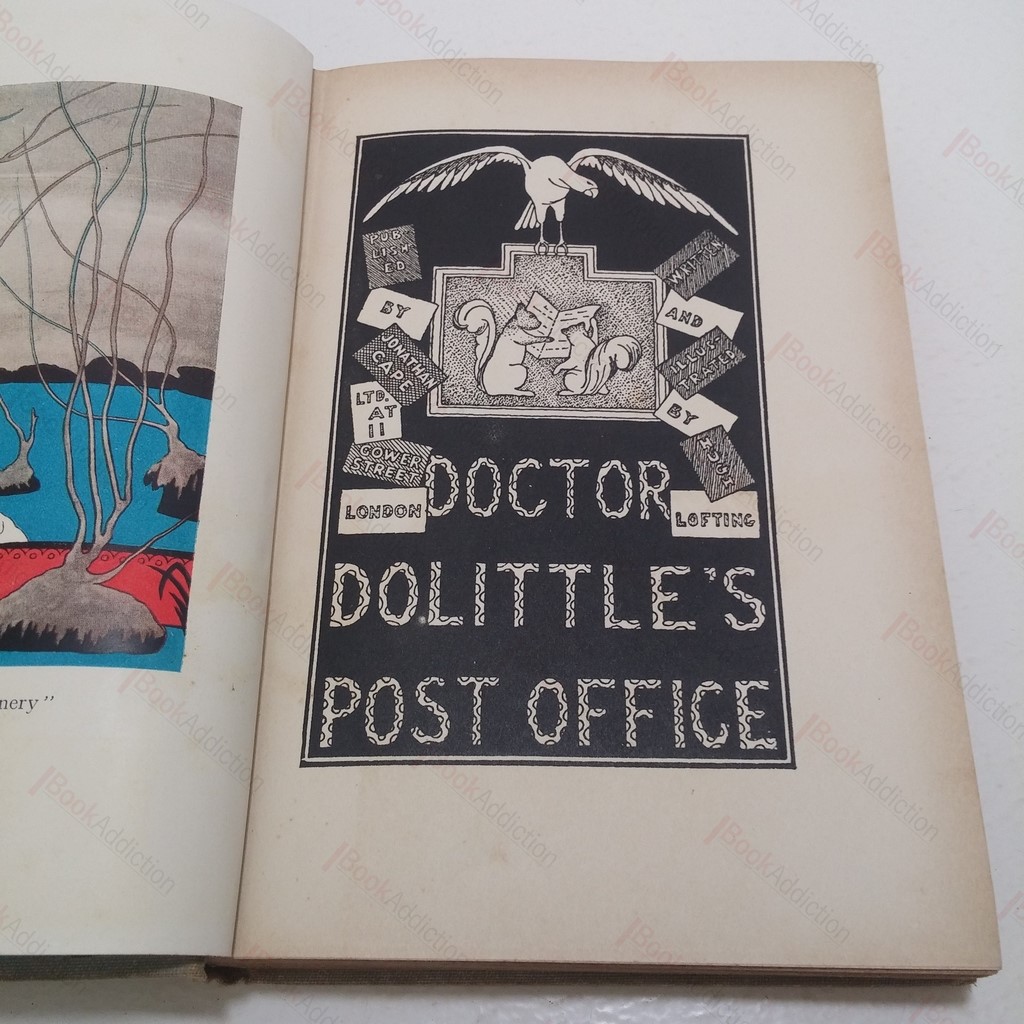 nery”
PUB
LISH
ED
BY
JONATHAN
CAPE
LTD.
AT
11
GOWER
STREET
LONDON
WRITTEN
AND
ILLUS
TRATED
BY
HUGH
LOFTING
DOCTOR
DOLITTLE'S
POST OFFICE
BookAddiction